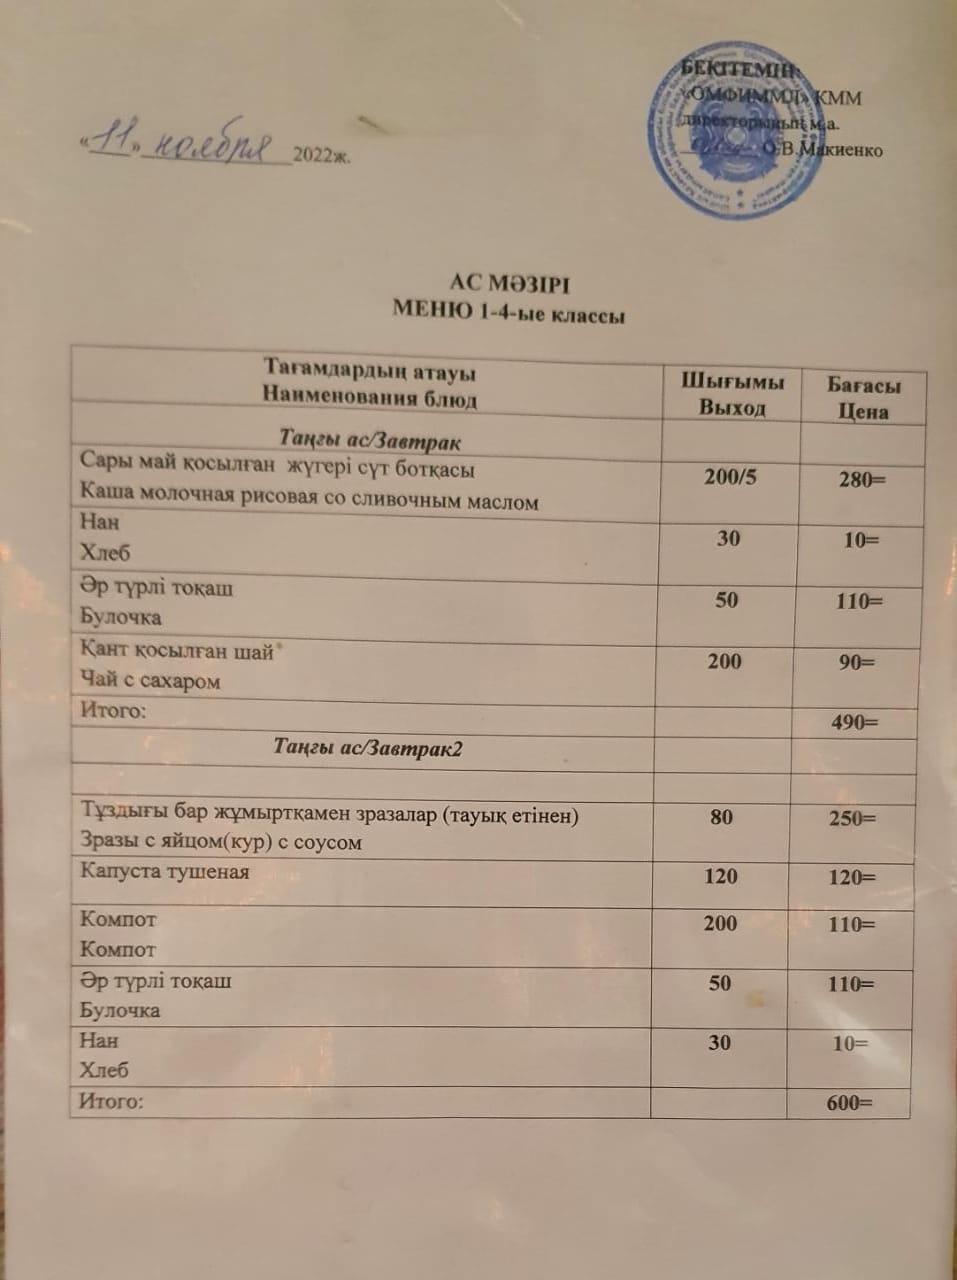 БЕКІТЕМІН
«ОМФИММЛ» КММ
директорының м.а.
О.В.Макиенко
«11» ноября 2022ж.
АС МӘЗІРІ
МЕНЮ 1-4-ые классы
Тағамдардың атауы
Наименования блюд
Шығымы
Выход
Бағасы
Цена
Таңғы ас/Завтрак
Сары май қосылған жүгері сүт ботқасы
Каша молочная рисовая со сливочным маслом
200/5
280=
Нан
Хлеб
30
10=
Әр түрлі тоқаш
Булочка
50
110=
Қант қосылған шай
Чай с сахаром
200
90=
Итого:
490=
Таңғы ас/Завтрак2
Тұздығы бар жұмыртқамен зразалар (тауық етінен)
Зразы с яйцом(кур) с соусом
80
250=
Капуста тушеная
120
120=
Компот
Компот
200
110=
Әр түрлі тоқаш
Булочка
50
110=
Нан
Хлеб
30
10=
Итого:
600=